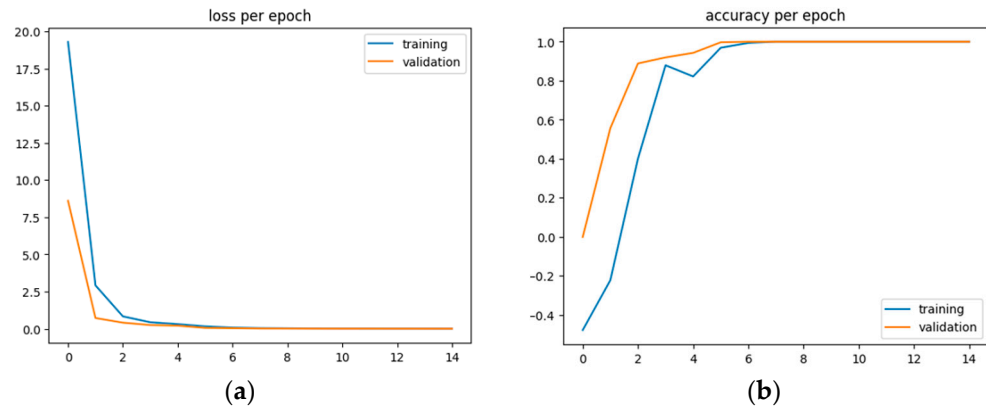 loss per epoch
20.0
17.5
15.0
12.5
10.0
7.5
5.0
2.5
0.0
training
validation
0 2 4 6 8 10 12 14
(a)
accuracy per epoch
1.0
0.8
0.6
0.4
0.2
0.0
−0.2
−0.4
training
validation
0 2 4 6 8 10 12 14
(b)